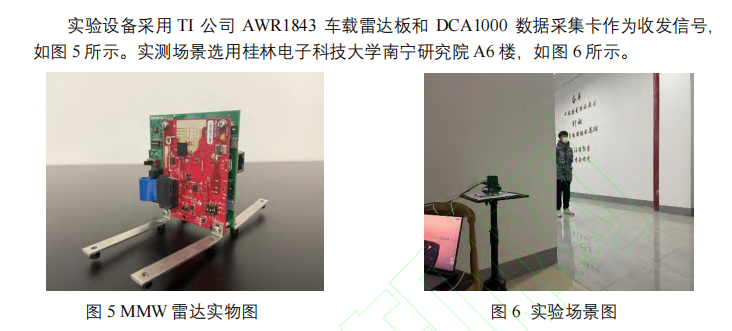 实验设备采用 TI 公司 AWR1843 车载雷达板和 DCA1000 数据采集卡作为收发信号，
如图 5 所示。实测场景选用桂林电子科技大学南宁研究院 A6 楼，如图 6 所示。
图 5 MMW 雷达实物图
图 6 实验场景图